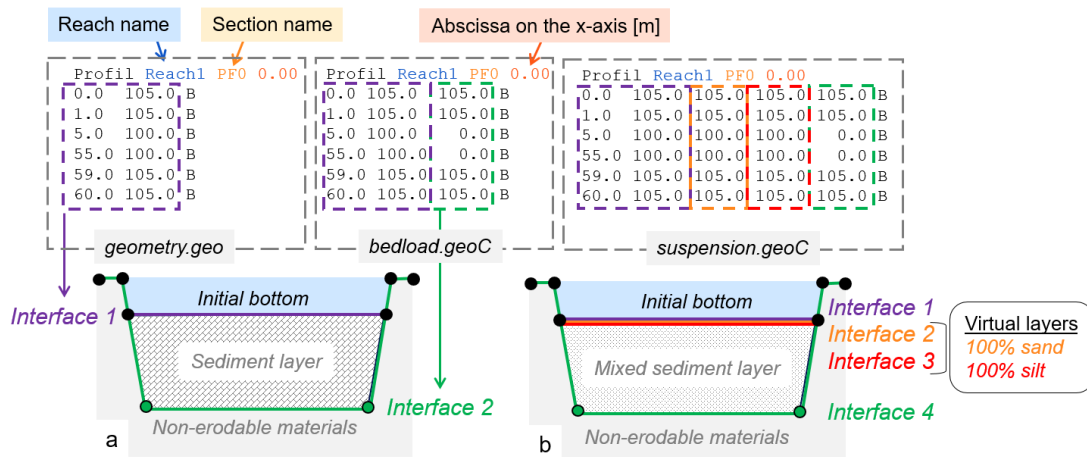 Reach name
Section name
Abscissa on the x-axis [m]
Profil Reach1 PF0 0.00
0.0 105.0 B
1.0 105.0 B
5.0 100.0 B
55.0 100.0 B
59.0 105.0 B
60.0 105.0 B
geometry.geo
Profil Reach1 PF0 0.00
0.0 105.0 105.0 B
1.0 105.0 105.0 B
5.0 100.0 0.0 B
55.0 100.0 0.0 B
59.0 105.0 105.0 B
60.0 105.0 105.0 B
bedload.geoC
Profil Reach1 PF0 0.00
0.0 105.0 105.0 105.0 105.0 B
1.0 105.0 105.0 105.0 105.0 B
5.0 100.0 100.0 100.0 0.0 B
55.0 100.0 100.0 100.0 0.0 B
59.0 105.0 105.0 105.0 105.0 B
60.0 105.0 105.0 105.0 105.0 B
suspension.geoC
Interface 1
Initial bottom
Sediment layer
Interface 2
Non-erodable materials
a
Initial bottom
Mixed sediment layer
Non-erodable materials
b
Interface 1
Interface 2
Interface 3
Interface 4
Virtual layers
100% sand
100% silt